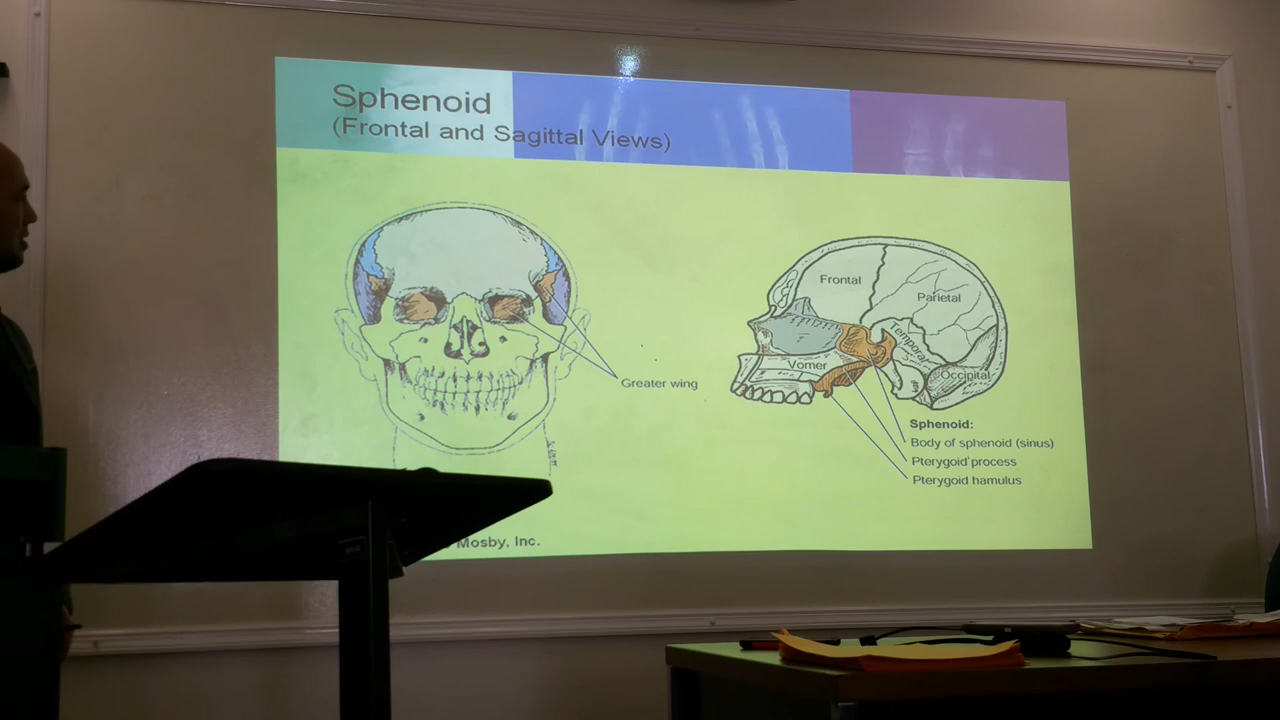 Sphenoid
(Frontal and Sagittal Views)
Greater wing
Frontal
Parietal
Temporal
Vomer
Occipital
Sphenoid:
Body of sphenoid (sinus)
Pterygoid process
Pterygoid hamulus
Mosby, Inc.